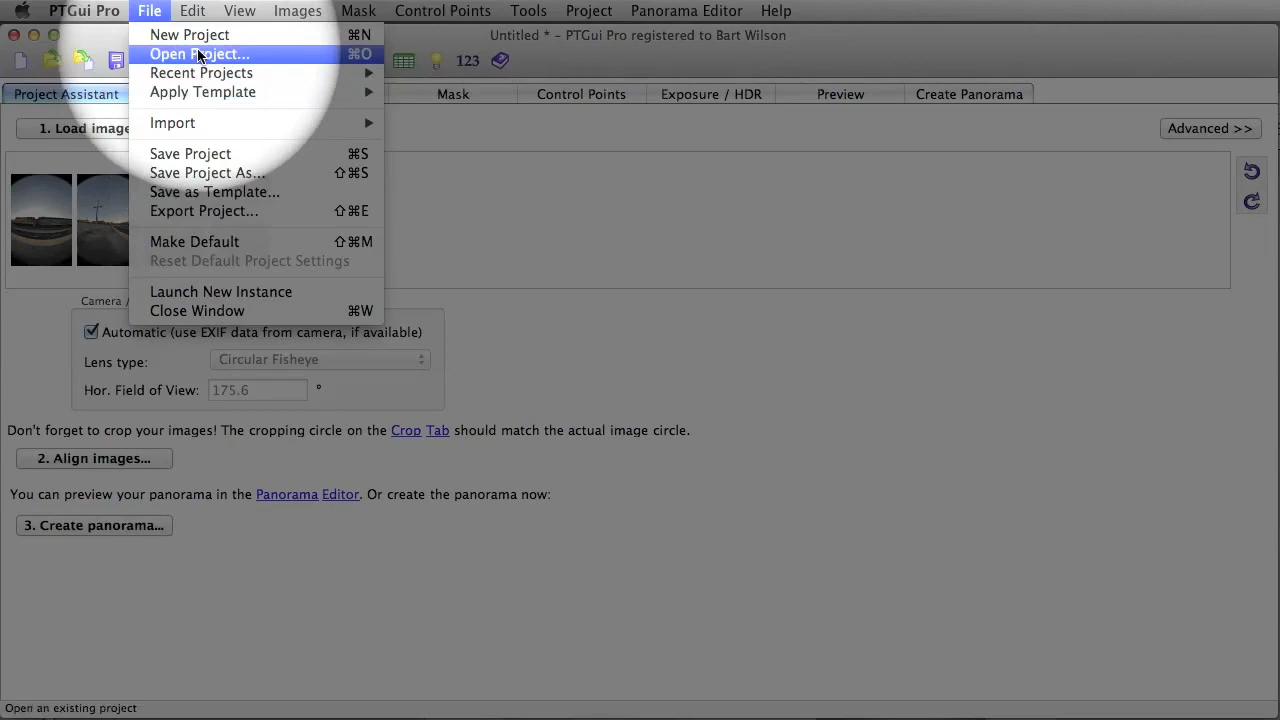 PTGui Pro File Edit View Images Mask Control Points Tools Project Panorama Editor Help
New Project ⌘N
Untitled * – PTGui Pro registered to Bart Wilson
Open Project... ⌘O
123
Recent Projects
Apply Template
Project Assistant Mask Control Points Exposure / HDR Preview Create Panorama
Import
1. Load image
Advanced >>
Save Project ⌘S
Save Project As... ⇧⌘S
Save as Template...
Export Project... ⇧⌘E
Make Default ⇧⌘M
Reset Default Project Settings
Launch New Instance
Camera /
Close Window ⌘W
Automatic (use EXIF data from camera, if available)
Lens type: Circular Fisheye
Hor. Field of View: 175.6 °
Don't forget to crop your images! The cropping circle on the Crop Tab should match the actual image circle.
2. Align images...
You can preview your panorama in the Panorama Editor. Or create the panorama now:
3. Create panorama...
Open an existing project